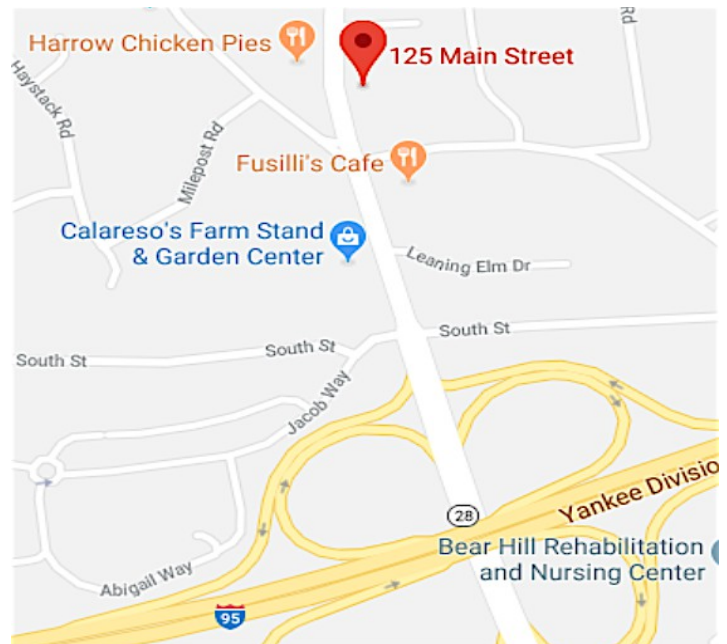 Rd
Harrow Chicken Pies
125 Main Street
Haystack Rd
Milepost Rd
Fusilli's Cafe
Calareso's Farm Stand
& Garden Center
Leaning Elm Dr
South St
South St
South St
Jacob Way
28
Yankee Division
Bear Hill Rehabilitation
and Nursing Center
Abigail Way
95